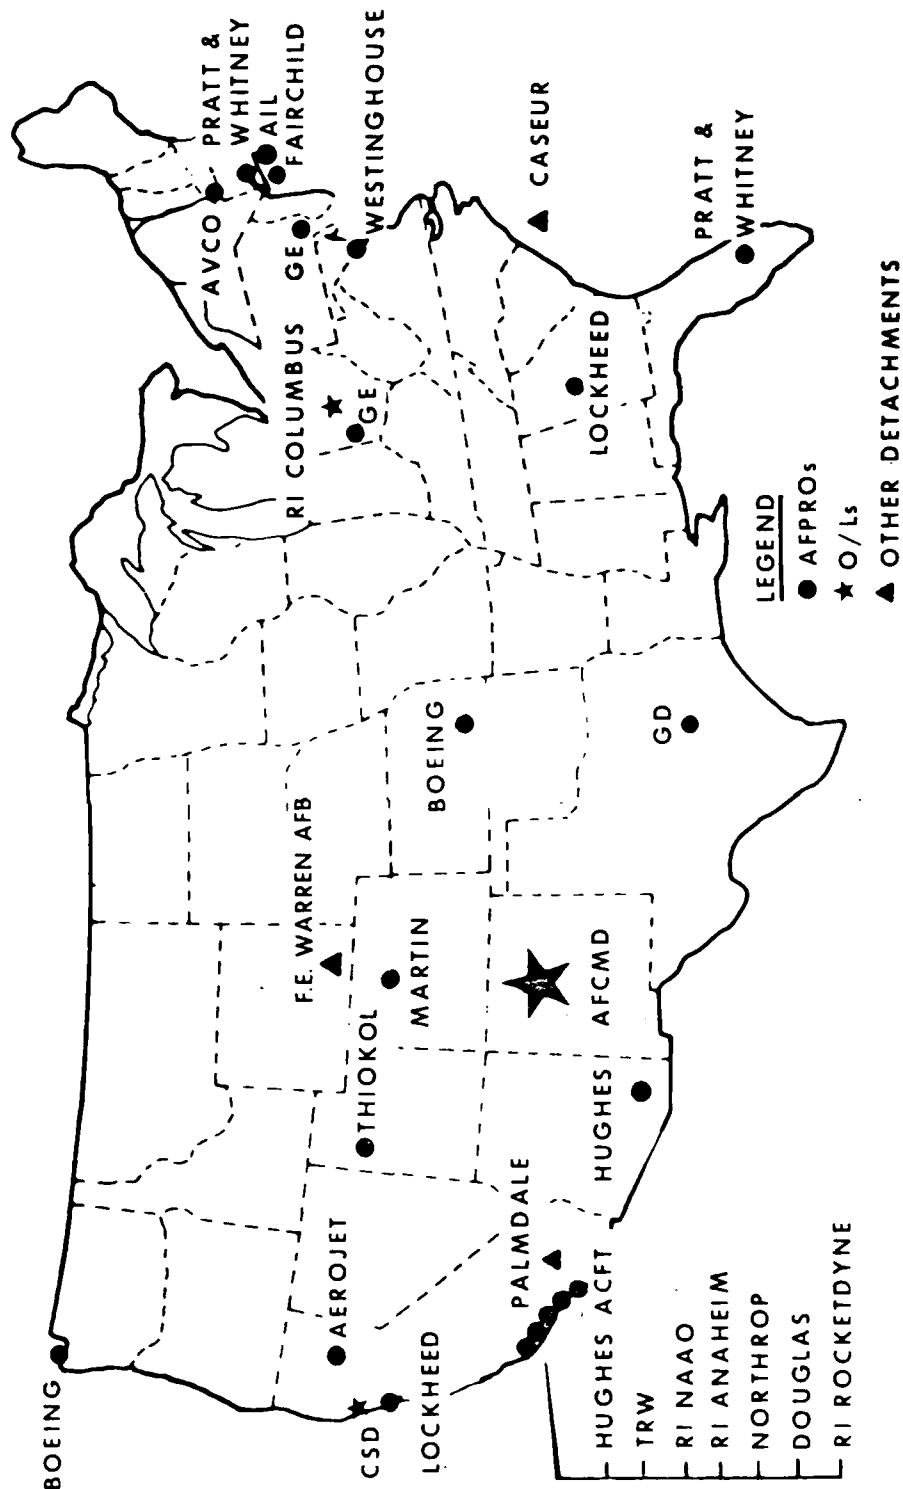 BOEING
CSD
LOCKHEED
AEROJET
THIOKOL
F.E. WARREN AFB
MARTIN
BOEING
RI COLUMBUS
GE
AVCO
GE
PRATT &
WHITNEY
AIL
FAIRCHILD
WESTINGHOUSE
CASEUR
PALMDALE
HUGHES
AFCMD
GD
LOCKHEED
PRATT &
WHITNEY
HUGHES ACFT
TRW
RI NAAO
RI ANAHEIM
NORTHROP
DOUGLAS
RI ROCKETDYNE
LEGEND
AFPROs
O/Ls
OTHER DETACHMENTS